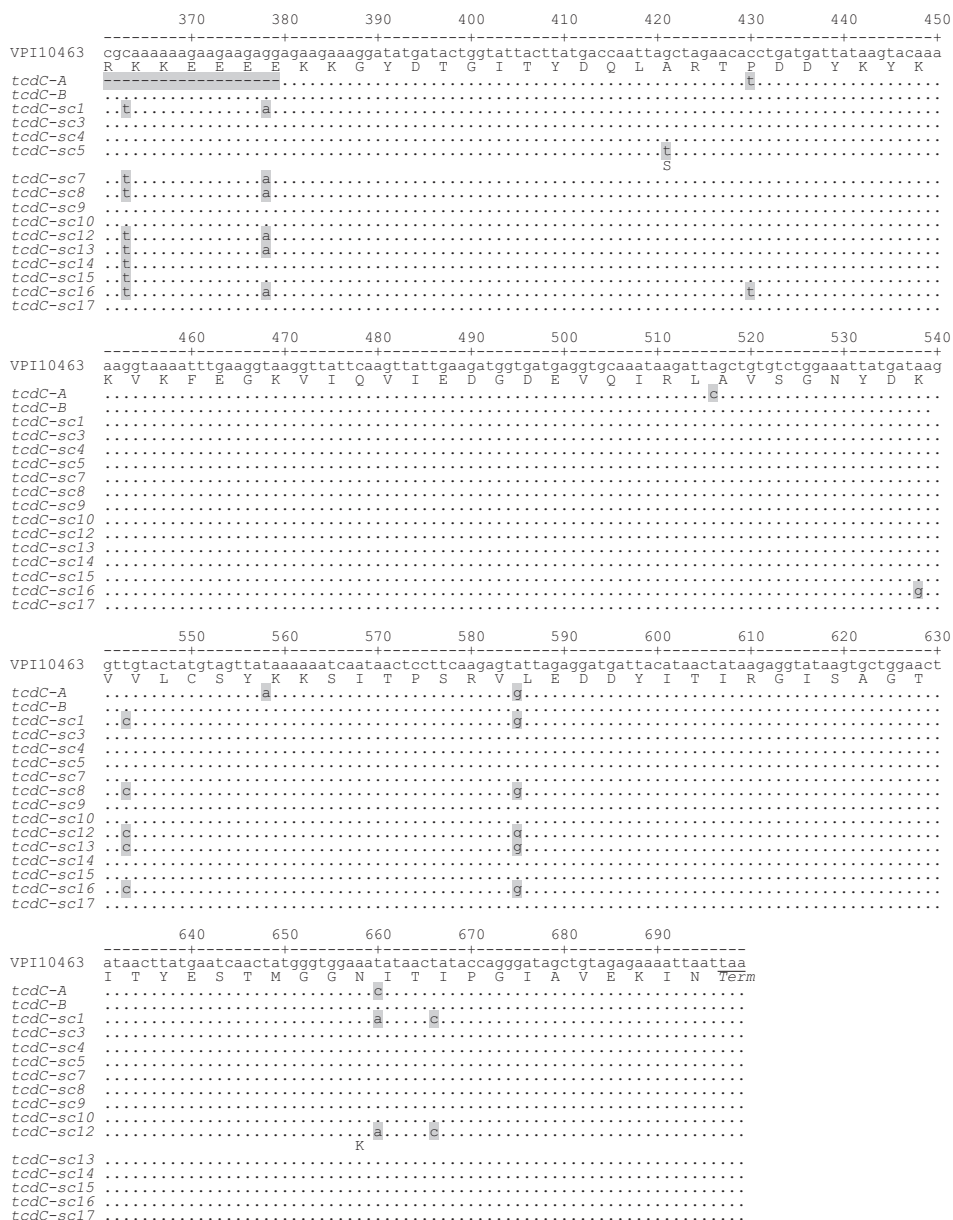 370 380 390 400 410 420 430 440 450
---------+---------+---------+---------+---------+---------+---------+---------+---------+
VPI10463 cgcaaaaaagaagaagaggagaagaaaggatatgatactggtattacttatgaccaattagctagaacacctgatgattataagtacaaa
R K K E E E E K K G Y D T G I T Y D Q L A R T P D D Y K Y K
tcdC-A -------------------..................................................t....................
tcdC-B ..........................................................................................
tcdC-sc1 ..t..............a........................................................................
tcdC-sc3 ..........................................................................................
tcdC-sc4 ..........................................................................................
tcdC-sc5 ............................................................t.............................
S
tcdC-sc7 ..t..............a........................................................................
tcdC-sc8 ..t..............a........................................................................
tcdC-sc9 ..........................................................................................
tcdC-sc10 ..........................................................................................
tcdC-sc12 ..t..............a........................................................................
tcdC-sc13 ..t..............a........................................................................
tcdC-sc14 ..t.......................................................................................
tcdC-sc15 ..t.......................................................................................
tcdC-sc16 ..t..............a...................................................t....................
tcdC-sc17 ..........................................................................................
460 470 480 490 500 510 520 530 540
---------+---------+---------+---------+---------+---------+---------+---------+---------+
VPI10463 aaggtaaaatttgaaggtaaggttattcaagttattgaagatggtgatgaggtgcaaataagattagctgtgtctggaaattatgataag
K V K F E G K V I Q V I E D G D E V Q I R L A V S G N Y D K
tcdC-A .................................................................c........................
tcdC-B .........................................................................................
tcdC-sc1 ..........................................................................................
tcdC-sc3 ..........................................................................................
tcdC-sc4 ..........................................................................................
tcdC-sc5 ..........................................................................................
tcdC-sc7 ..........................................................................................
tcdC-sc8 ..........................................................................................
tcdC-sc9 ..........................................................................................
tcdC-sc10 ..........................................................................................
tcdC-sc12 ..........................................................................................
tcdC-sc13 ..........................................................................................
tcdC-sc14 ..........................................................................................
tcdC-sc15 ..........................................................................................
tcdC-sc16 .......................................................................................g..
tcdC-sc17 ..........................................................................................
550 560 570 580 590 600 610 620 630
---------+---------+---------+---------+---------+---------+---------+---------+---------+
VPI10463 gttgtactatgtagttataaaaaatcaataactccttcaagagtattagaggatgattacataactataagaggtataagtgctggaact
V V L C S Y K K S I T P S R V L E D D Y I T I R G I S A G T
tcdC-A .................a..........................g.............................................
tcdC-B ..........................................................................................
tcdC-sc1 ..c.........................................g.............................................
tcdC-sc3 ..........................................................................................
tcdC-sc4 ..........................................................................................
tcdC-sc5 ..........................................................................................
tcdC-sc7 ..........................................................................................
tcdC-sc8 ..c.........................................g.............................................
tcdC-sc9 ..........................................................................................
tcdC-sc10 ..........................................................................................
tcdC-sc12 ..c.........................................g.............................................
tcdC-sc13 ..c.........................................g.............................................
tcdC-sc14 ..........................................................................................
tcdC-sc15 ..........................................................................................
tcdC-sc16 ..c.........................................g.............................................
tcdC-sc17 ..........................................................................................
640 650 660 670 680 690
---------+---------+---------+---------+---------+---------+---------
VPI10463 ataacttatgaatcaactatgggtggaaatataactataccagggatagctgtagagaaaattaattaa
I T Y E S T M G G N I T I P G I A V E K I N Term
tcdC-A .............................c.......................................
tcdC-B .....................................................................
tcdC-sc1 .............................a.....c.................................
tcdC-sc3 .....................................................................
tcdC-sc4 .....................................................................
tcdC-sc5 .....................................................................
tcdC-sc7 .....................................................................
tcdC-sc8 .....................................................................
tcdC-sc9 .....................................................................
tcdC-sc10 .....................................................................
tcdC-sc12 .............................a.....c.................................
K
tcdC-sc13 .....................................................................
tcdC-sc14 .....................................................................
tcdC-sc15 .....................................................................
tcdC-sc16 .....................................................................
tcdC-sc17 .....................................................................